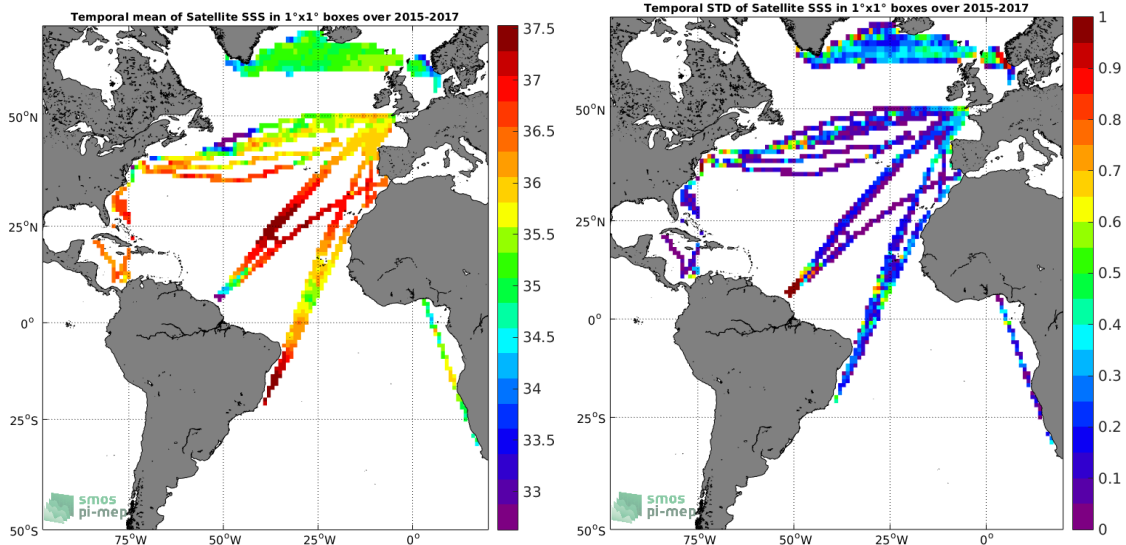 Temporal mean of Satellite SSS in 1°x1° boxes over 2015-2017
50°N
25°N
0°
25°S
50°S
75°W
50°W
25°W
0°
37.5
37
36.5
36
35.5
35
34.5
34
33.5
33
smos
pi-mep
Temporal STD of Satellite SSS in 1°x1° boxes over 2015-2017
50°N
25°N
0°
25°S
50°S
75°W
50°W
25°W
0°
1
0.9
0.8
0.7
0.6
0.5
0.4
0.3
0.2
0.1
0
smos
pi-mep